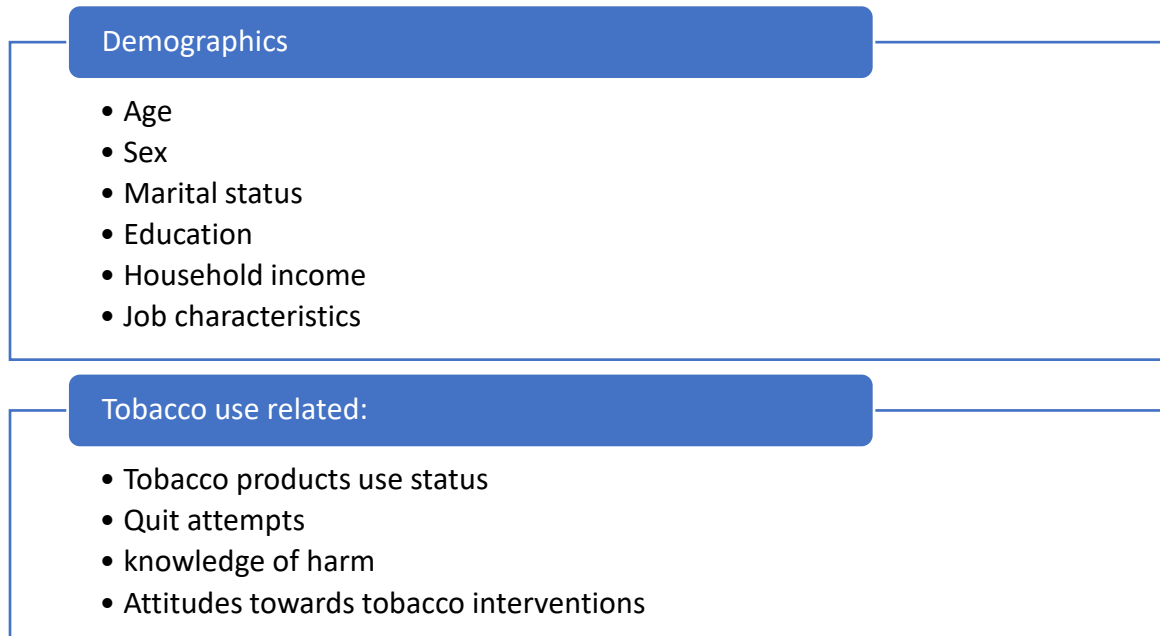 Demographics
• Age
• Sex
• Marital status
• Education
• Household income
• Job characteristics
Tobacco use related:
• Tobacco products use status
• Quit attempts
• knowledge of harm
• Attitudes towards tobacco interventions